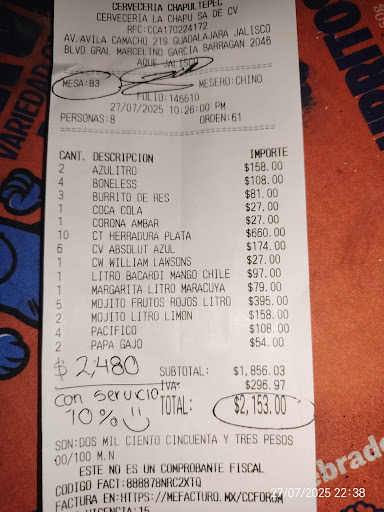 CERVECERIA CHAPULTEPEC
CERVECERIA LA CHAPU SA DE CV
RFC:CCA170224172
AV.AVILA CAMACHO 219 GUADALAJARA JALISCO
BLVD GRAL MARCELINO GARCIA BARRAGAN 2046
AQUE JALISCO
MESA:83 MESERO:CHINO
FOLIO:146610
27/07/2025 10:26:00 PM
PERSONAS:8 ORDEN:61
CANT. DESCRIPCION IMPORTE
2 AZULITRO $158.00
4 BONELESS $108.00
3 BURRITO DE RES $81.00
1 COCA COLA $27.00
1 CORONA AMBAR $27.00
10 CT HERRADURA PLATA $660.00
6 CV ABSOLUT AZUL $174.00
1 CW WILLIAM LAWSONS $27.00
1 LITRO BACARDI MANGO CHILE $97.00
1 MARGARITA LITRO MARACUYA $79.00
5 MOJITO FRUTOS ROJOS LITRO $395.00
2 MOJITO LITRO LIMON $158.00
4 PACIFICO $108.00
2 PAPA GAJO $54.00
$ 2,480
SUBTOTAL: $1,856.03
con servicio
IVA: $296.97
10%
TOTAL: $2,153.00
SON:DOS MIL CIENTO CINCUENTA Y TRES PESOS
00/100 M.N
ESTE NO ES UN COMPROBANTE FISCAL
CODIGO FACT:888878NRC2XTQ
FACTURA EN:HTTPS://MEFACTURO.MX/CCFORUM
VIGENCIA:15
VARIED
27/07/2025 22:38